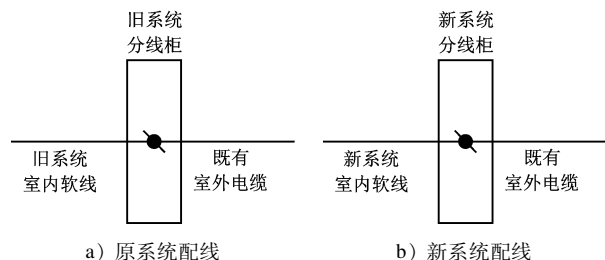 旧系统
分线柜
旧系统
室内软线
既有
室外电缆
a）原系统配线
新系统
分线柜
新系统
室内软线
既有
室外电缆
b）新系统配线